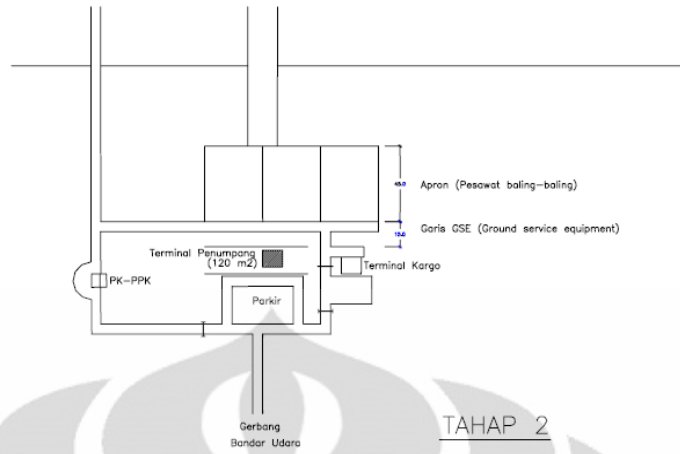 Apron (Pesawat baling-baling)
Garis GSE (Ground service equipment)
Terminal Penumpang
(120 m2)
Terminal Kargo
PK-PPK
Parkir
Gerbang
Bandar Udara
TAHAP 2